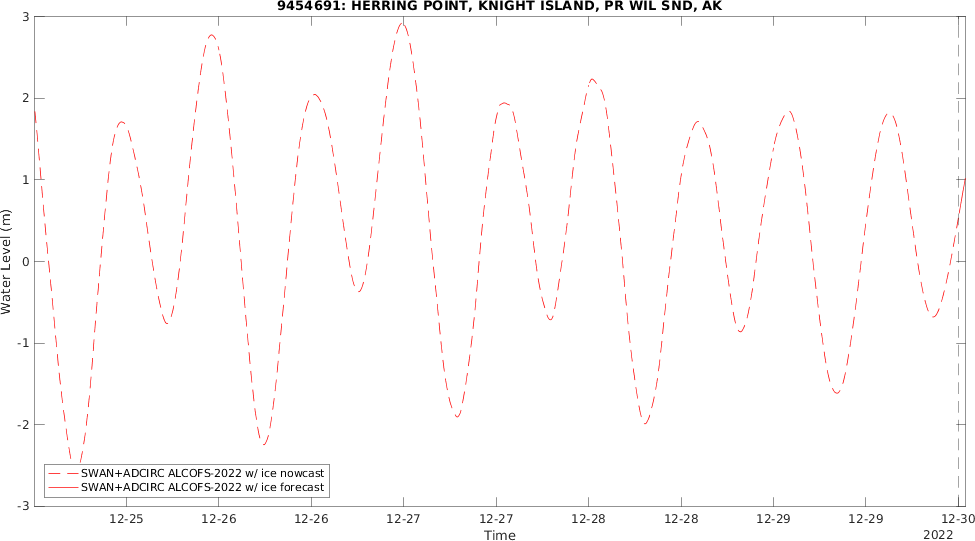 9454691: HERRING POINT, KNIGHT ISLAND, PR WIL SND, AK
3
2
1
0
-1
-2
-3
Water Level (m)
SWAN+ADCIRC ALCOFS-2022 w/ ice nowcast
SWAN+ADCIRC ALCOFS-2022 w/ ice forecast
12-25 12-26 12-26 12-27 12-27 12-28 12-28 12-29 12-29 12-30
Time
2022